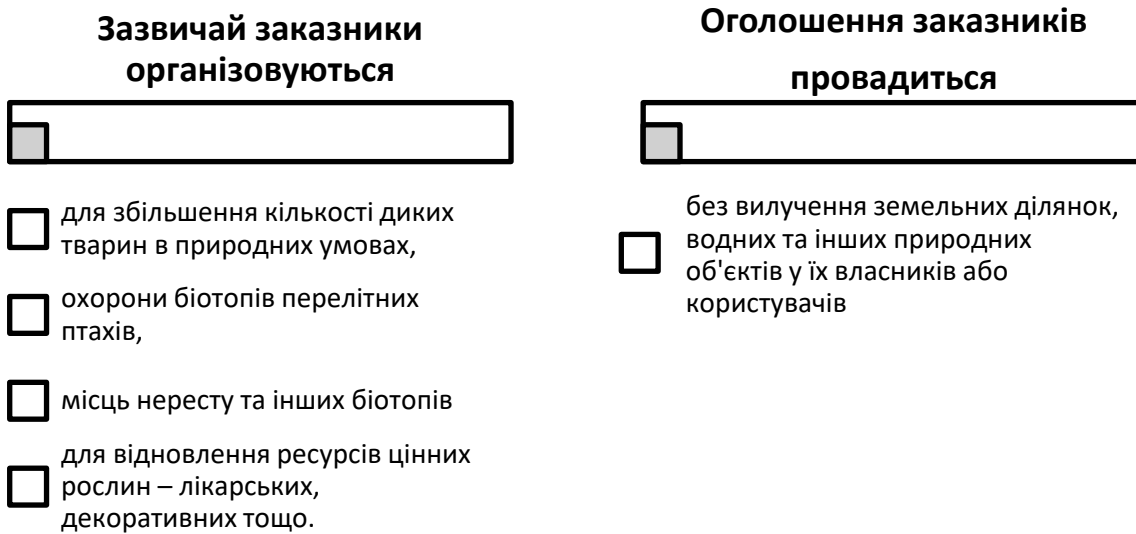 Зазвичай заказники
організовуються
для збільшення кількості диких
тварин в природних умовах,
охорони біотопів перелітних
птахів,
місць нересту та інших біотопів
для відновлення ресурсів цінних
рослин – лікарських,
декоративних тощо.
Оголошення заказників
провадиться
без вилучення земельних ділянок,
водних та інших природних
об'єктів у їх власників або
користувачів